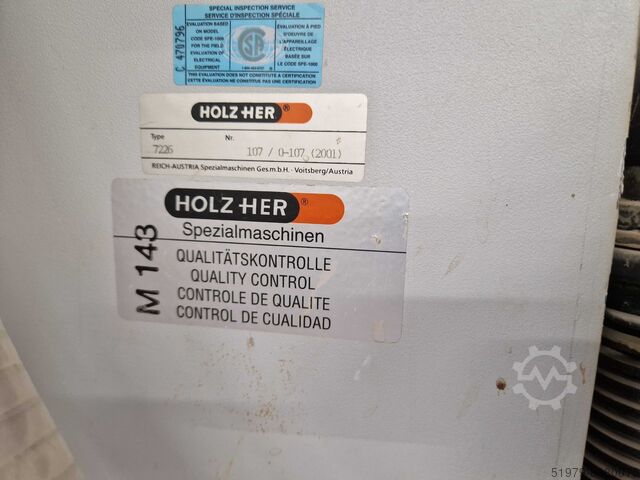 SPECIAL INSPECTION SERVICE
SERVICE D'INSPECTION SPÉCIALE
C 470796
EVALUATION BASED
ON MODEL
CODE SPE-1000
FOR THE FIELD
EVALUATION OF
ELECTRICAL
EQUIPMENT
ÉVALUATION À PIED
D'OEUVRE DE
L'APPAREILLAGE
ÉLECTRIQUE
BASÉE SUR
LE CODE SPE-1000
THIS EVALUATION DOES NOT CONSTITUTE A CERTIFICATION
CETTE ÉVALUATION NE CONSTITUE PAS UNE CERTIFICATION
HOLZ-HER®
Type Nr.
7226 107 / 0-107 (2001)
REICH-AUSTRIA Spezialmaschinen Ges.m.b.H. - Voitsberg/Austria
HOLZ-HER®
Spezialmaschinen
M 143
QUALITÄTSKONTROLLE
QUALITY CONTROL
CONTROLE DE QUALITE
CONTROL DE CUALIDAD